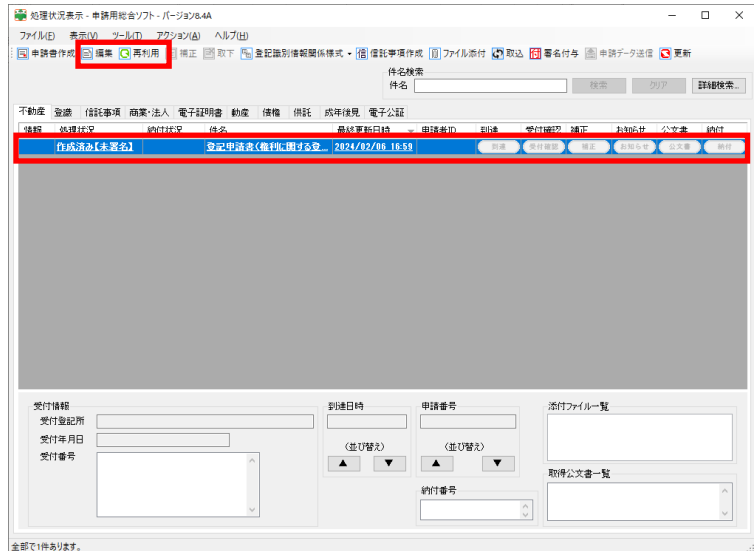 処理状況表示 - 申請用総合ソフト - バージョン8.4A
ファイル(F) 表示(V) ツール(T) アクション(A) ヘルプ(H)
申請書作成 編集 再利用 補正 取下 登記識別情報関係様式 信託事項作成 ファイル添付 取込 署名付与 申請データ送信 更新
件名検索
件名 検索 クリア 詳細検索...
不動産 登嬢 信託事項 商業・法人 電子証明書 動産 債権 供託 成年後見 電子公証
情報 処理状況 納付状況 件名 最終更新日時 申請者ID 到達 受付確認 補正 お知らせ 公文書 納付
作成済み【未署名】 登記申請書(権利に関する登... 2024/02/06 16:59 到達 受付確認 補正 お知らせ 公文書 納付
受付情報 到達日時 申請番号 添付ファイル一覧
受付登記所
受付年月日
受付番号
(並び替え) (並び替え)
▲ ▼ ▲ ▼
取得公文書一覧
納付番号
全部で1件あります。